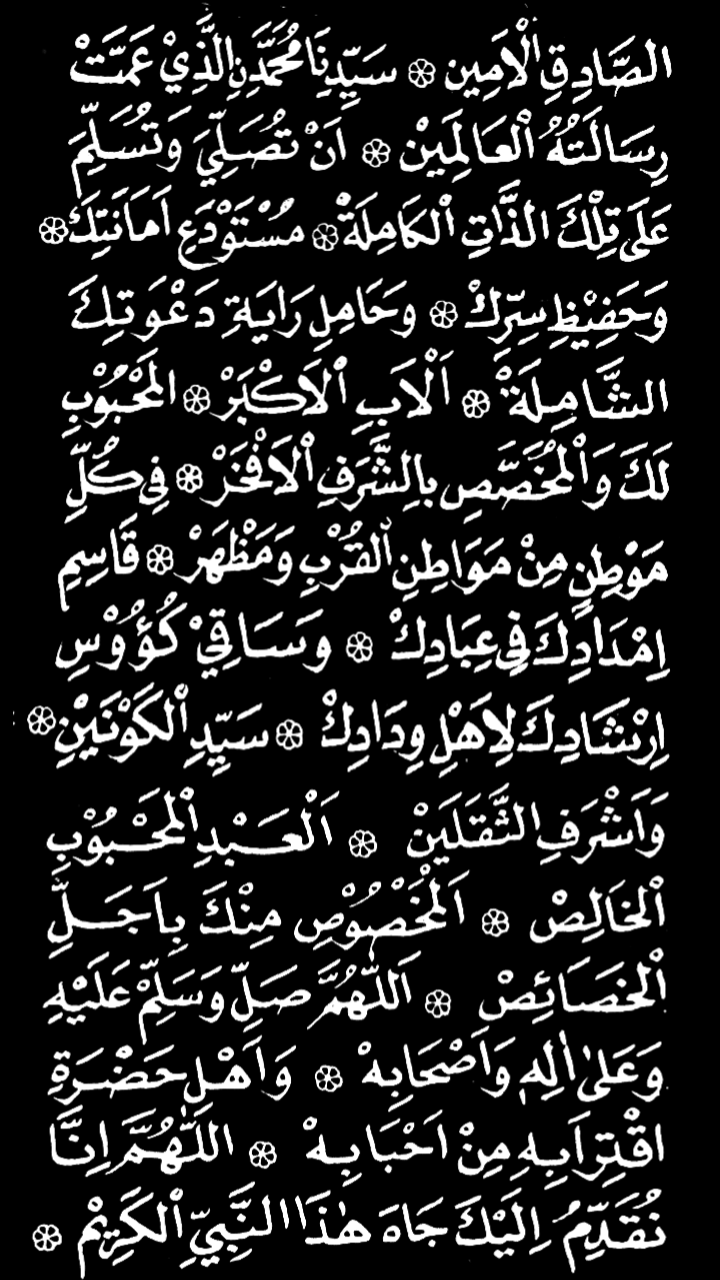 الصَّادِقِ الْاَمِين ۞ سَيِّدِنَا مُحَمَّدٍ نِ الَّذِيْ عَمَّتْ
رِسَالَتُهُ الْعَالَمِيْن ۞ اَنْ تُصَلِّيَ وَتُسَلِّمَ
عَلَى تِلْكَ الذَّاتِ الْكَامِلَةْ ۞ مُسْتَوْدَعِ اَمَانَتِكَ ۞
وَحَفِيْظِ سِرِّكْ ۞ وَحَامِلِ رَايَةِ دَعْوَتِكَ
الشَّامِلَةْ ۞ اَلْاَبِ الْاَكْبَرْ ۞ الْمَحْبُوْبِ
لَكَ وَالْمُخَصَّصِ بِالشَّرَفِ الْاَفْخَرْ ۞ فِي كُلِّ
مَوْطِنٍ مِنْ مَوَاطِنِ الْقُرْبِ وَمَظْهَرْ ۞ قَاسِمِ
اِمْدَادِكَ فِي عِبَادِكْ ۞ وَسَاقِيْ كُؤُوْسِ
اِرْشَادِكَ لِاَهْلِ وِدَادِكْ ۞ سَيِّدِ الْكَوْنَيْنِ ۞
وَاَشْرَفِ الثَّقَلَيْنْ ۞ اَلْعَبْدِ الْمَحْبُوْبِ
الْخَالِصْ ۞ اَلْمَخْصُوْصِ مِنْكَ بِاَجَلِّ
الْخَصَائِصْ ۞ اَللّٰهُمَّ صَلِّ وَسَلِّمْ عَلَيْهِ
وَعَلىٰ اٰلِهِ وَاَصْحَابِهْ ۞ وَاَهْلِ حَضْرَةِ
اقْتِرَابِهِ مِنْ اَحْبَابِهْ ۞ اللّٰهُمَّ اِنَّا
نُقَدِّمُ اِلَيْكَ جَاهَ هٰذَا النَّبِيِّ الْكَرِيْمْ ۞